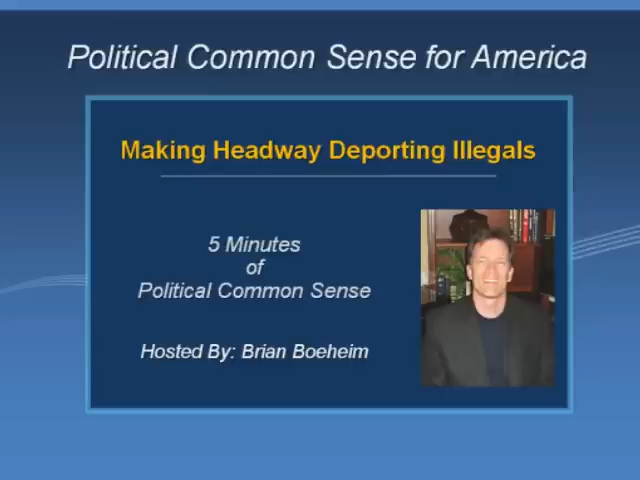 Political Common Sense for America
Making Headway Deporting Illegals
5 Minutes
of
Political Common Sense
Hosted By: Brian Boeheim